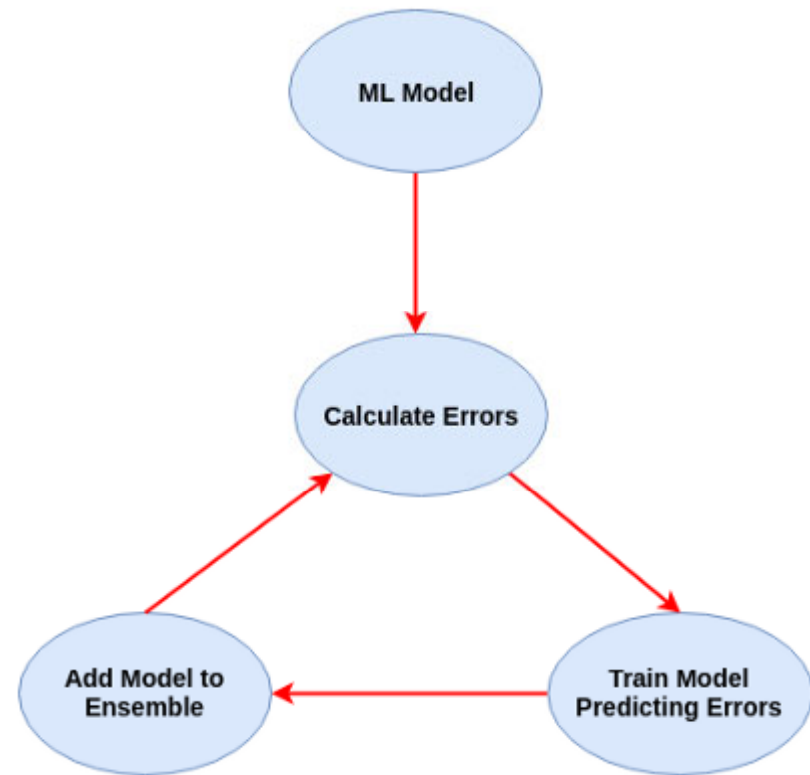 ML Model
Calculate Errors
Add Model to
Ensemble
Train Model
Predicting Errors